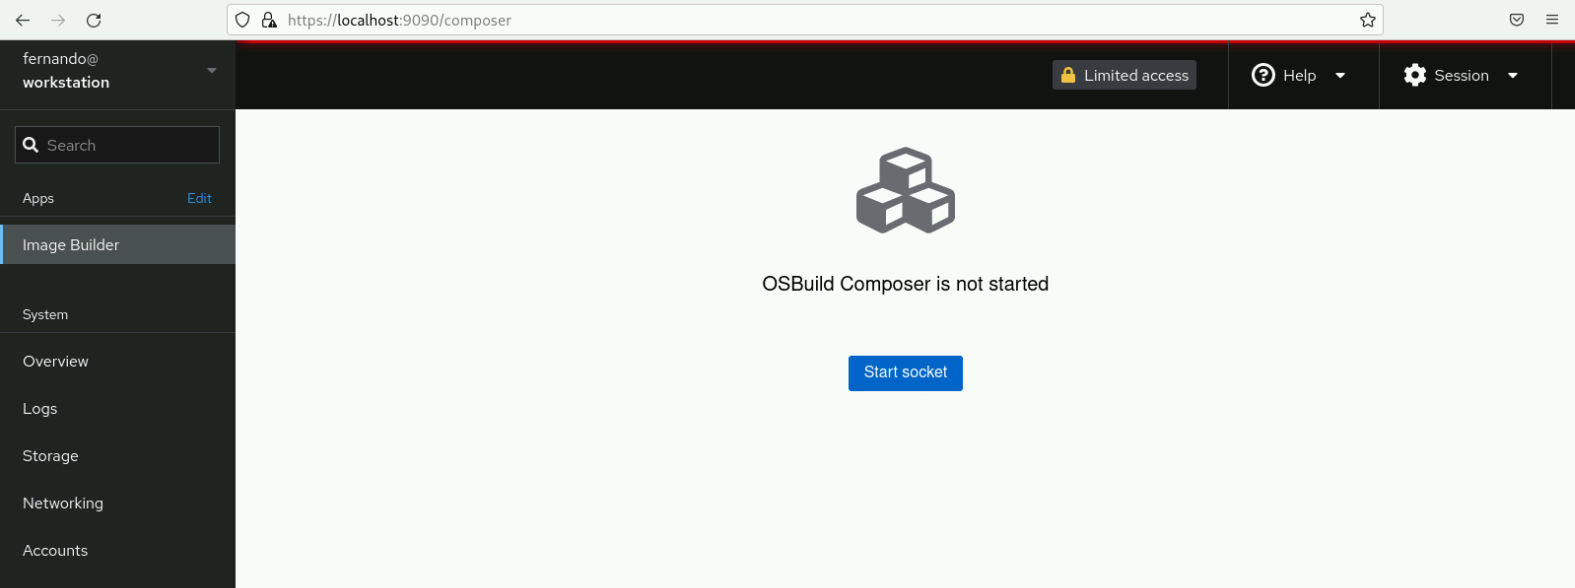 https://localhost:9090/composer
fernando@
workstation
Limited access
Help
Session
Search
Apps
Edit
Image Builder
System
Overview
Logs
Storage
Networking
Accounts
OSBuild Composer is not started
Start socket